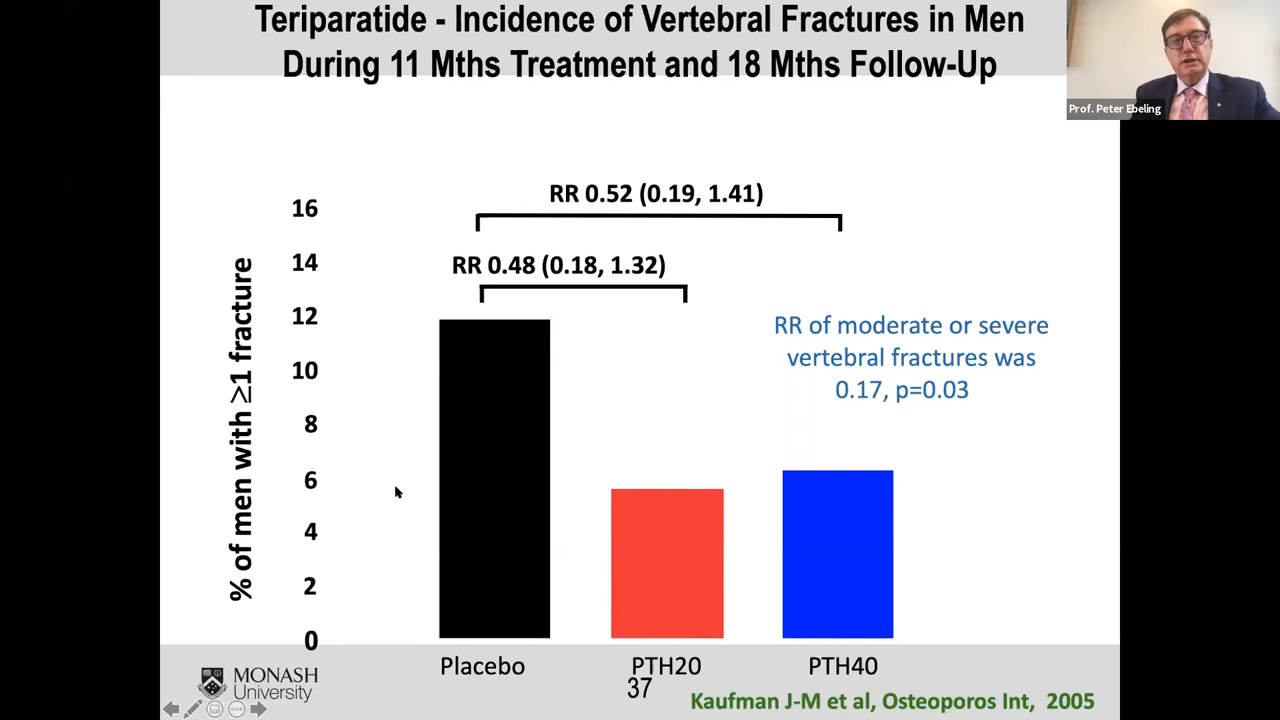 Teriparatide - Incidence of Vertebral Fractures in Men
During 11 Mths Treatment and 18 Mths Follow-Up
Prof. Peter Ebeling
RR 0.52 (0.19, 1.41)
RR 0.48 (0.18, 1.32)
RR of moderate or severe
vertebral fractures was
0.17, p=0.03
% of men with ≥1 fracture
16
14
12
10
8
6
4
2
0
Placebo
PTH20
PTH40
37
MONASH
University
Kaufman J-M et al, Osteoporos Int, 2005